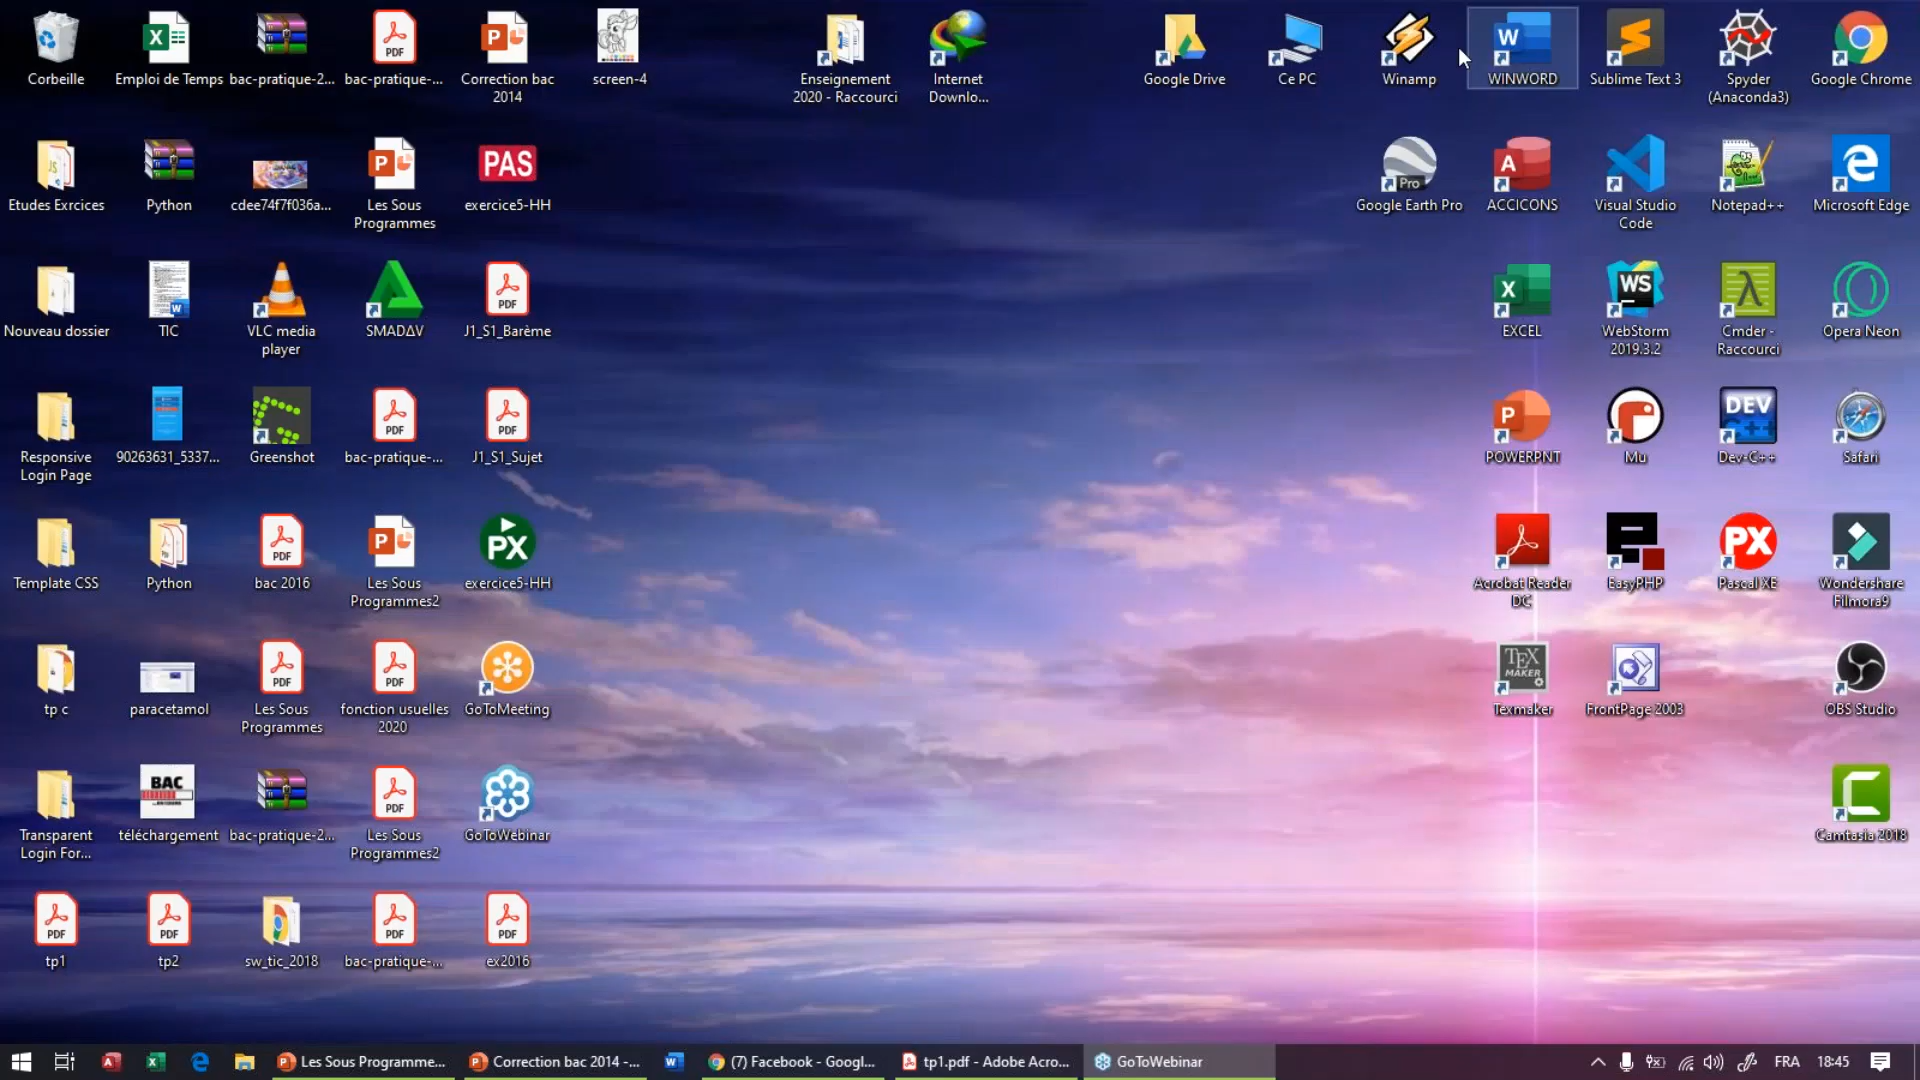 Corbeille
Emploi de Temps
bac-pratique-2...
bac-pratique-...
Correction bac
2014
screen-4
Enseignement
2020 - Raccourci
Internet
Downlo...
Google Drive
Ce PC
Winamp
WINWORD
Sublime Text 3
Spyder
(Anaconda3)
Google Chrome
Etudes Exrcices
Python
cdee74f7f036a...
Les Sous
Programmes
PAS
exercice5-HH
Pro
Google Earth Pro
ACCICONS
Visual Studio
Code
Notepad++
Microsoft Edge
Nouveau dossier
TIC
VLC media
player
SMADΔV
J1_S1_Barème
EXCEL
WS
WebStorm
2019.3.2
Cmder -
Raccourci
Opera Neon
Responsive
Login Page
90263631_5337...
Greenshot
bac-pratique-...
J1_S1_Sujet
POWERPNT
Mu
DEV
C++
Dev-C++
Safari
Template CSS
Python
bac 2016
Les Sous
Programmes2
PX
exercice5-HH
Acrobat Reader
DC
EasyPHP
PX
Pascal XE
Wondershare
Filmora9
tp c
paracetamol
Les Sous
Programmes
fonction usuelles
2020
GoToMeeting
TEX
MAKER
Texmaker
FrontPage 2003
OBS Studio
Transparent
Login For...
BAC
téléchargement
bac-pratique-2...
Les Sous
Programmes2
GoToWebinar
Camtasia 2018
tp1
tp2
sw_tic_2018
bac-pratique-...
ex2016
Les Sous Programme...
Correction bac 2014 -...
(7) Facebook - Googl...
tp1.pdf - Adobe Acro...
GoToWebinar
FRA
18:45